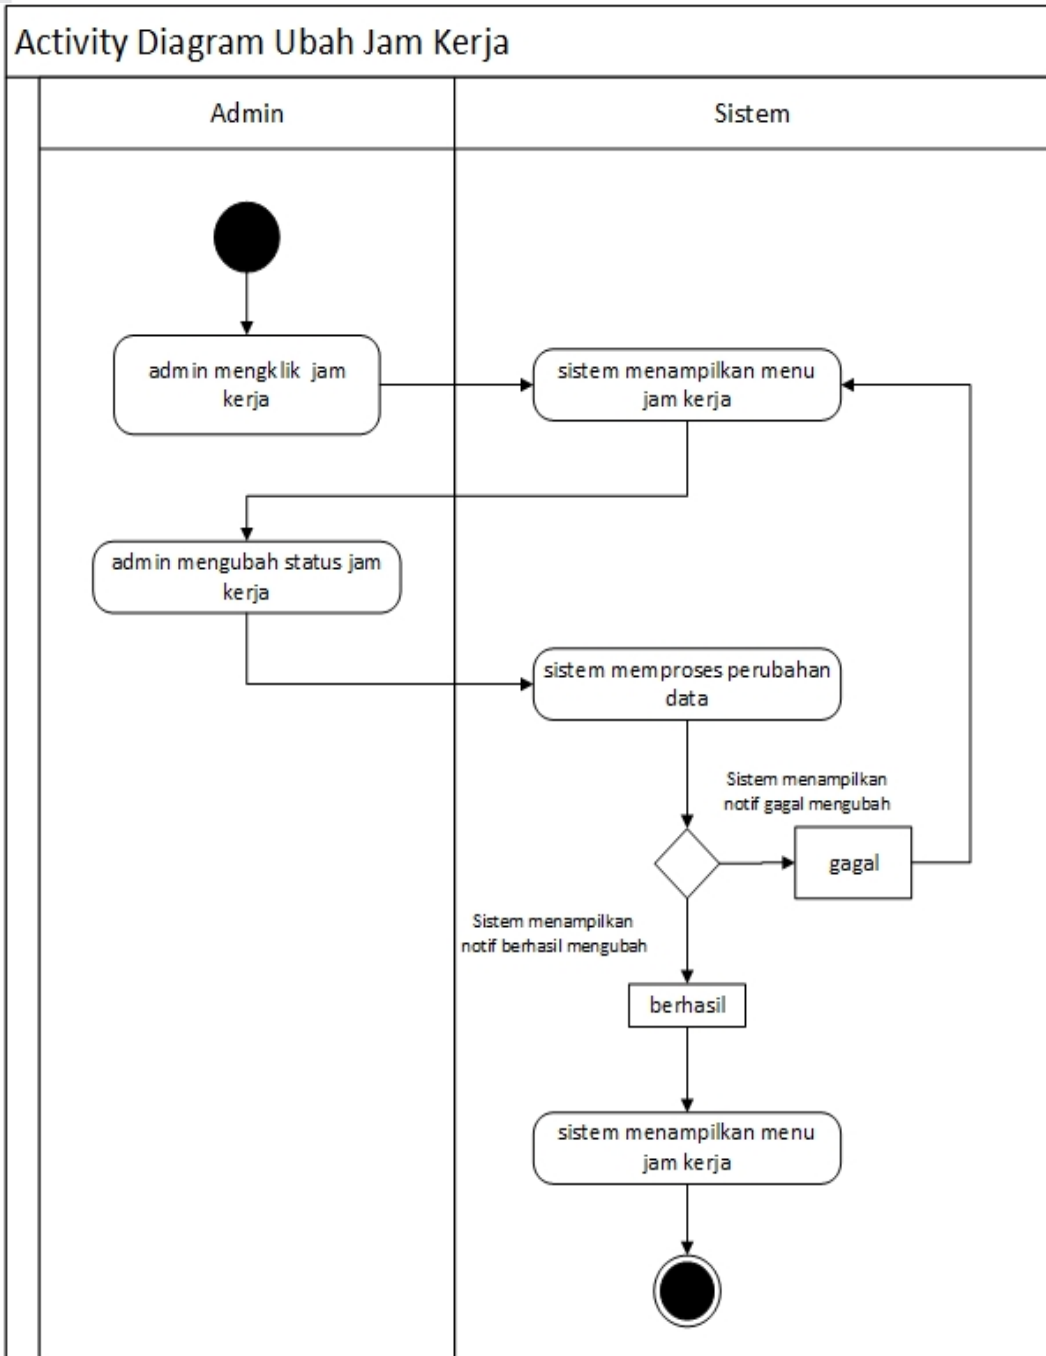 Activity Diagram Ubah Jam Kerja
Admin
Sistem
admin mengklik jam
kerja
sistem menampilkan menu
jam kerja
admin mengubah status jam
kerja
sistem memproses perubahan
data
Sistem menampilkan
notif gagal mengubah
gagal
Sistem menampilkan
notif berhasil mengubah
berhasil
sistem menampilkan menu
jam kerja